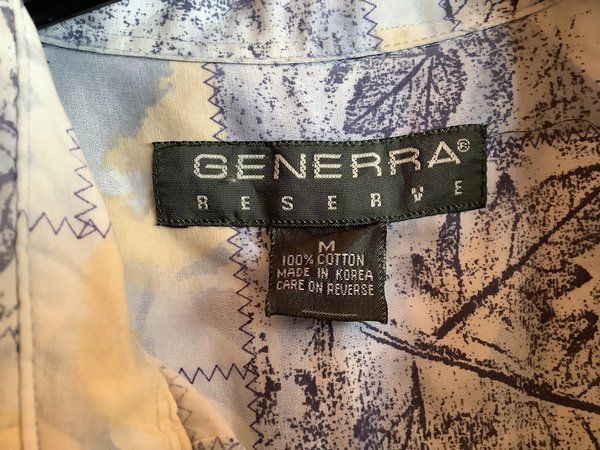 GENERRA®
RESERVE
M
100% COTTON
MADE IN KOREA
CARE ON REVERSE